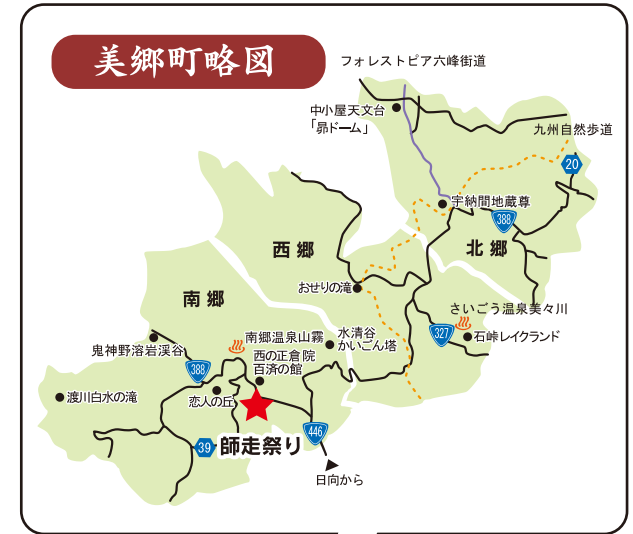 美郷町略図
フォレストピア六峰街道
中小屋天文台
「昴ドーム」
九州自然歩道
20
宇納間地蔵尊
388
北郷
西郷
おせりの滝
さいごう温泉美々川
327
石峠レイクランド
南郷
鬼神野溶岩渓谷
南郷温泉山霧
水清谷
かいごん塔
西の正倉院
百済の館
388
渡川白水の滝
恋人の丘
39
師走祭り
446
日向から